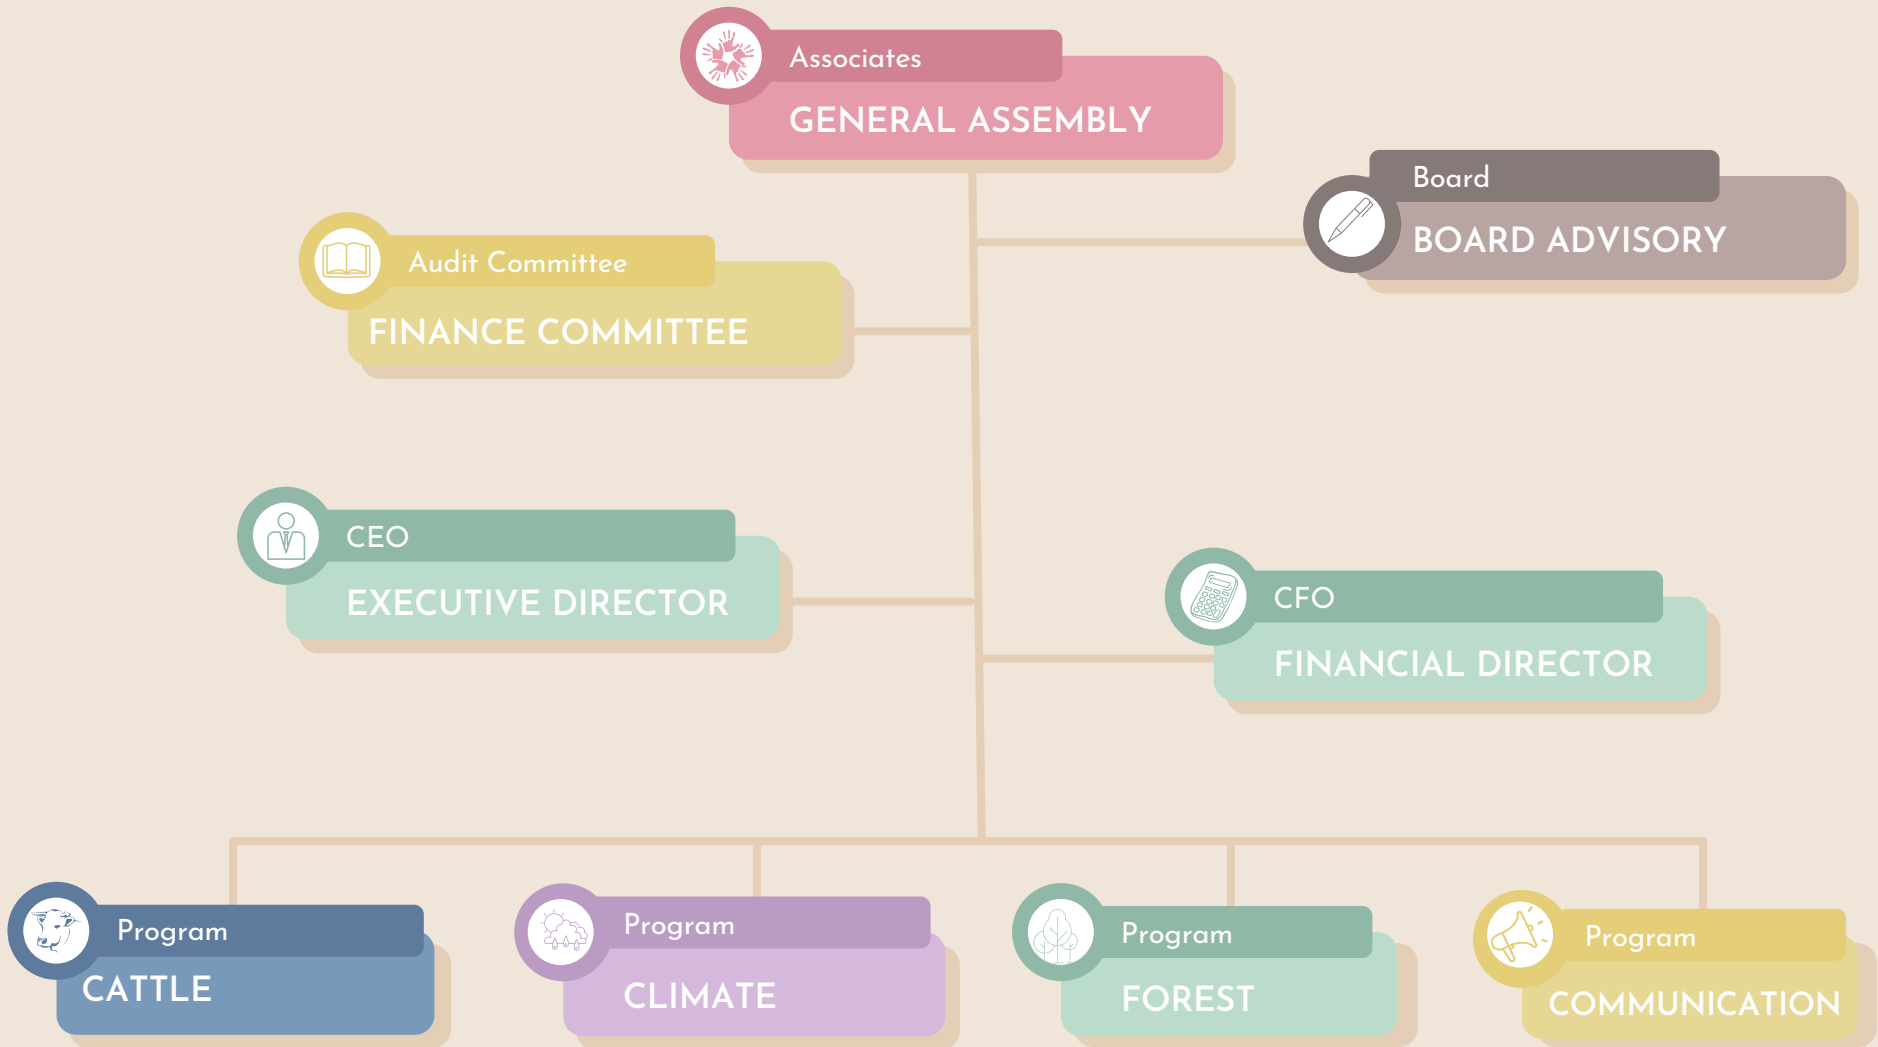 Associates
GENERAL ASSEMBLY
Board
BOARD ADVISORY
Audit Committee
FINANCE COMMITTEE
CEO
EXECUTIVE DIRECTOR
CFO
FINANCIAL DIRECTOR
Program
CATTLE
Program
CLIMATE
Program
FOREST
Program
COMMUNICATION